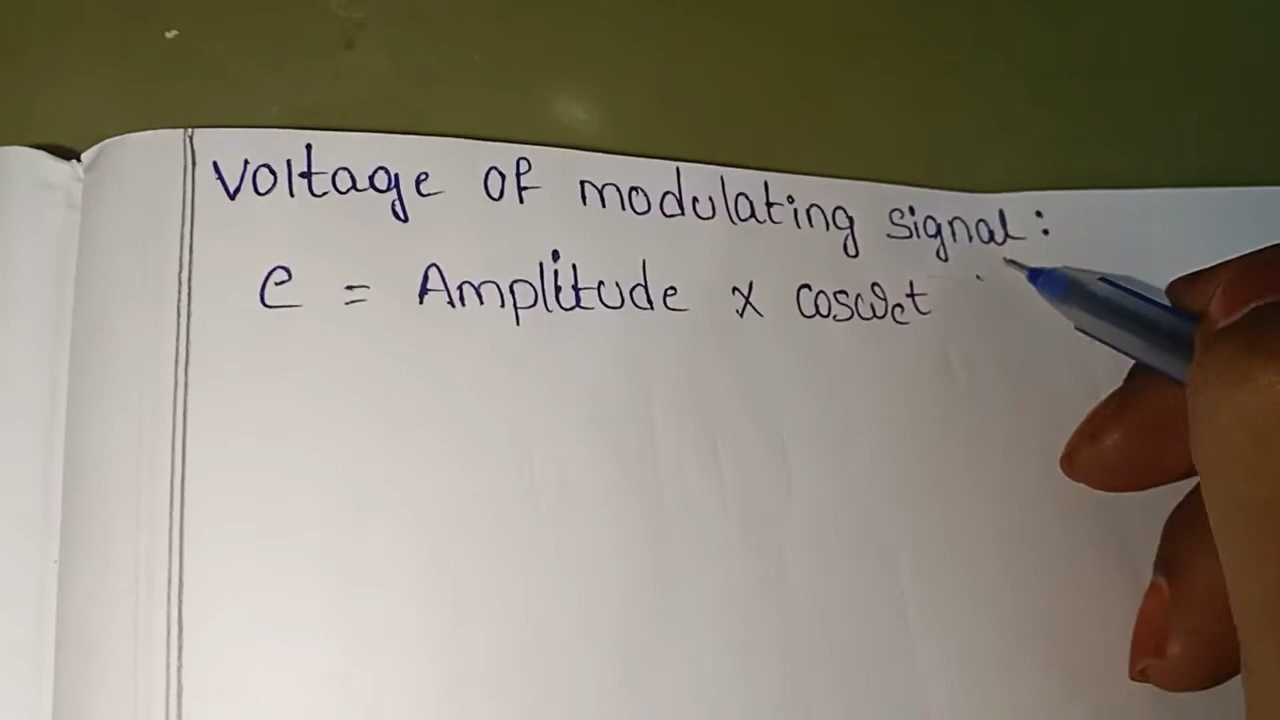 Voltage of modulating signal:
e = Amplitude × cosωct